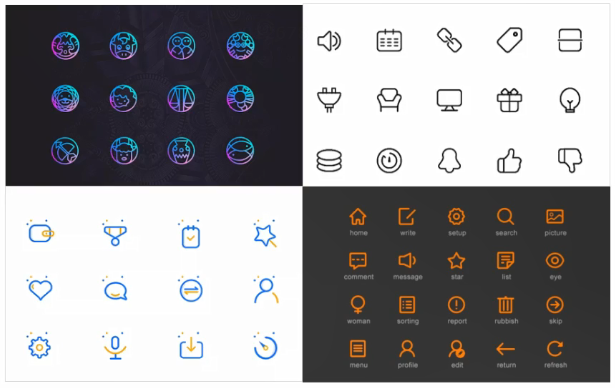 home write setup search picture
comment message star list eye
woman sorting report rubbish skip
menu profile edit return refresh